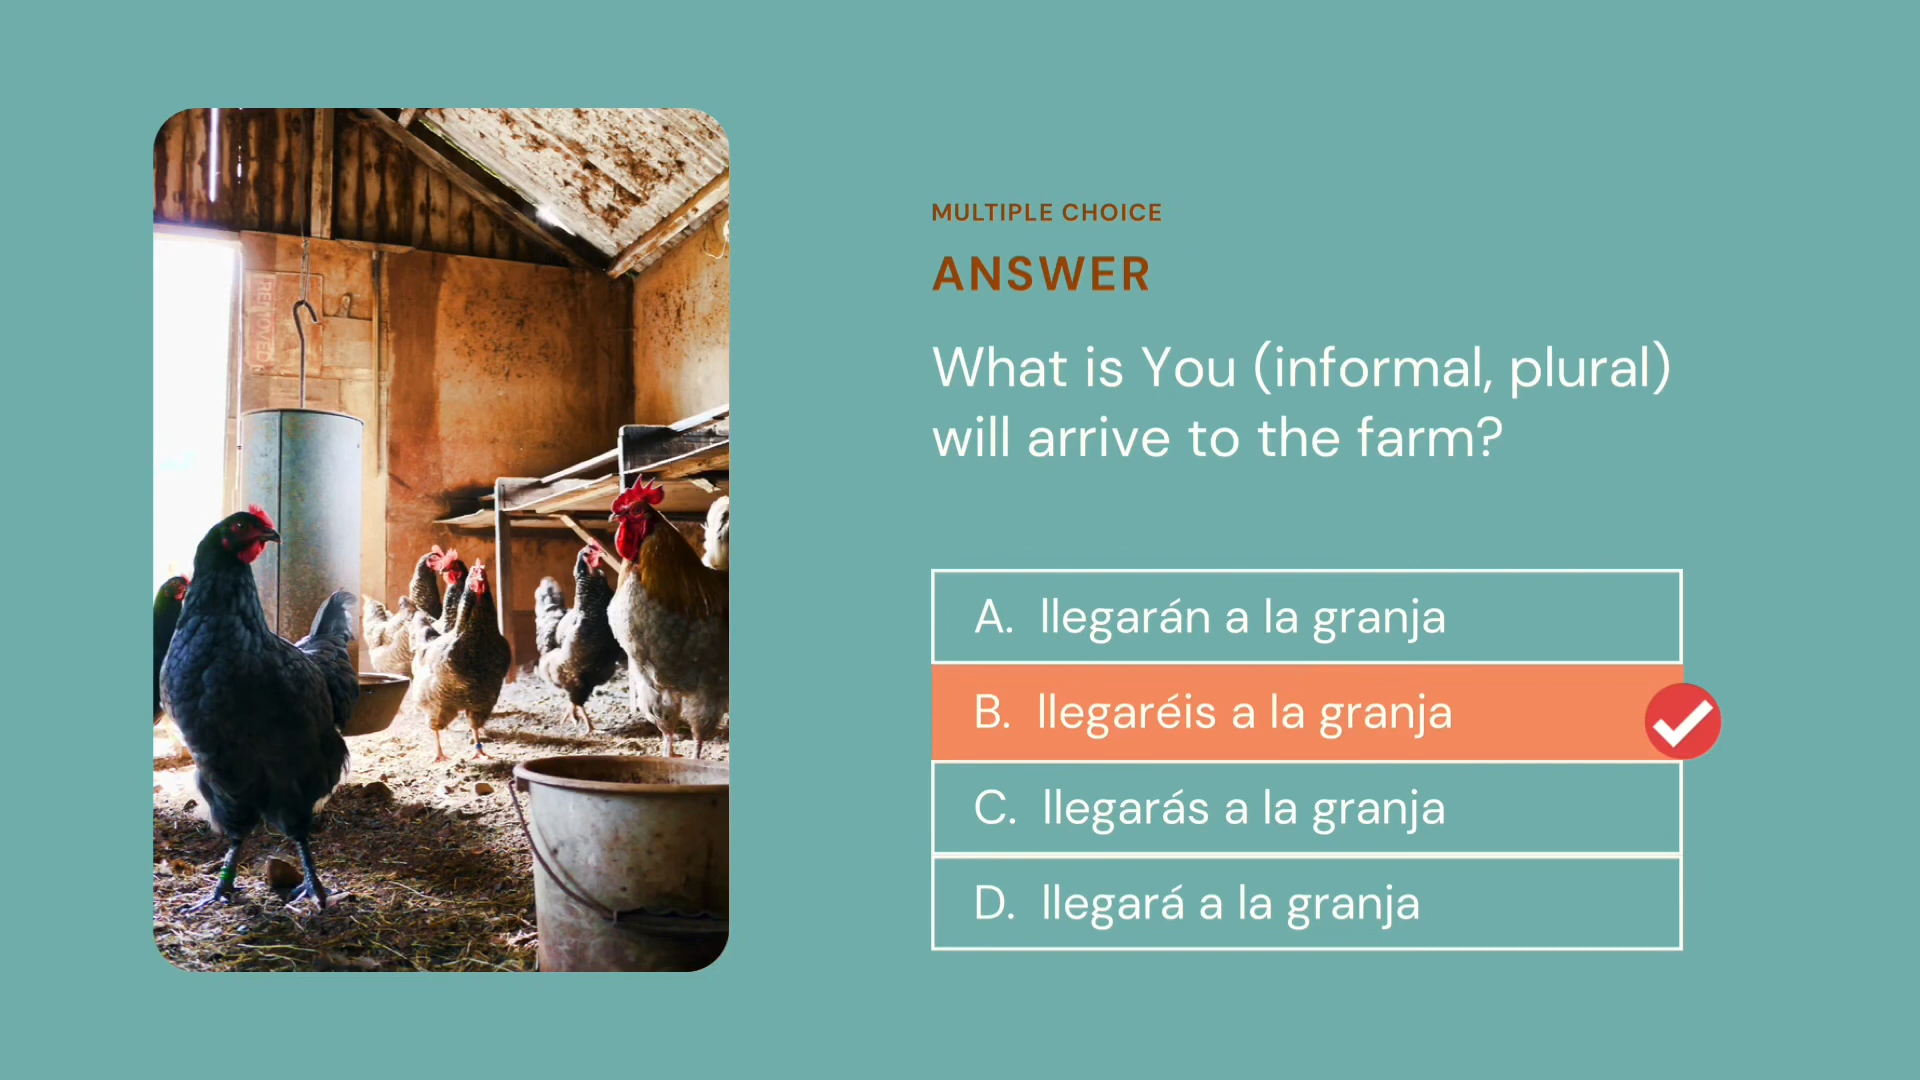 MULTIPLE CHOICE
ANSWER
What is You (informal, plural)
will arrive to the farm?
A. llegarán a la granja
B. llegaréis a la granja
C. llegarás a la granja
D. llegará a la granja
REMOVED